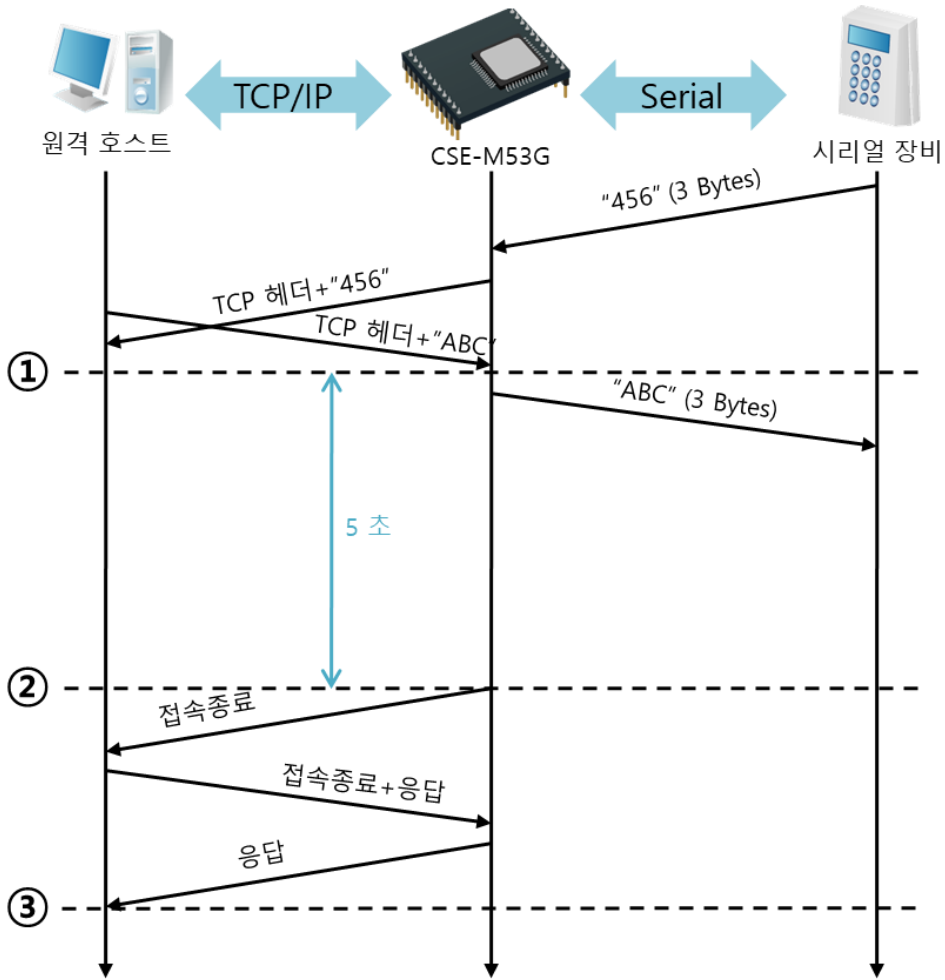 TCP/IP
Serial
원격 호스트
CSE-M53G
시리얼 장비
"456" (3 Bytes)
TCP 헤더+"456"
TCP 헤더+"ABC"
①
"ABC" (3 Bytes)
5 초
②
접속종료
접속종료+응답
응답
③